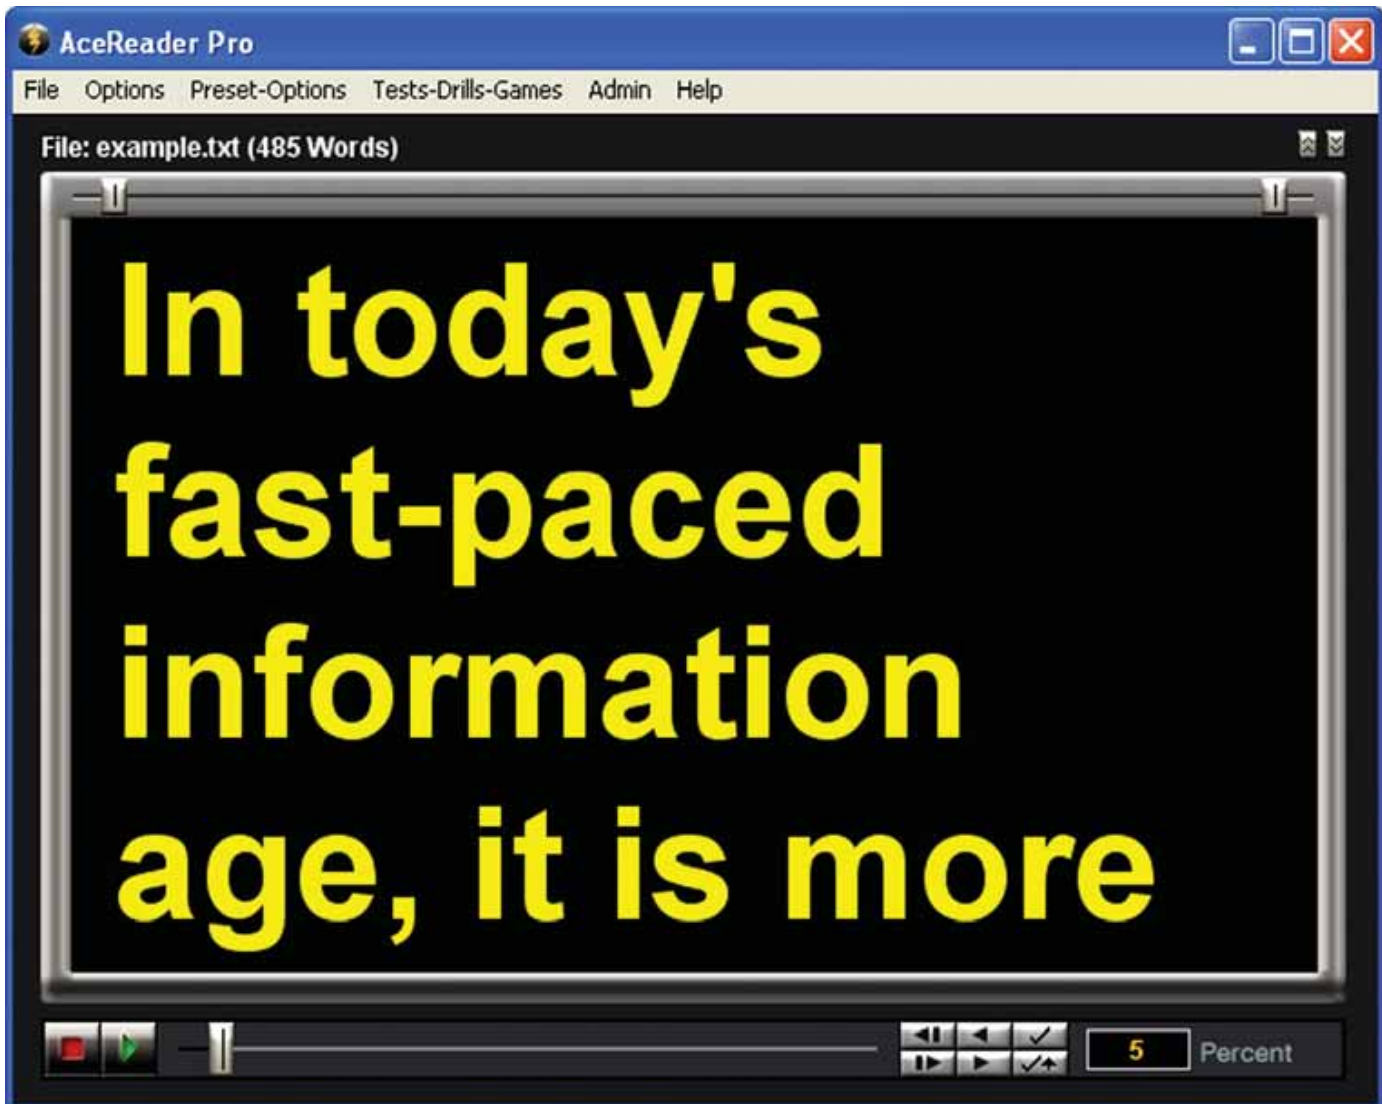 AceReader Pro
File Options Preset-Options Tests-Drills-Games Admin Help
File: example.txt (485 Words)
In today's
fast-paced
information
age, it is more
5 Percent